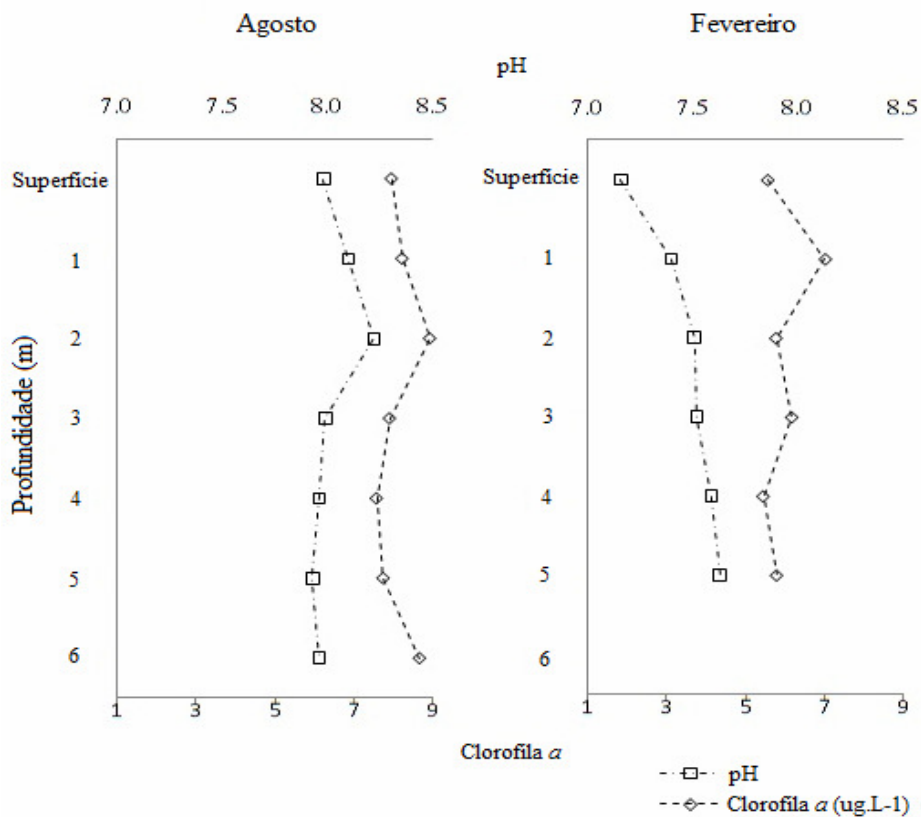 Agosto
Fevereiro
pH
7.0 7.5 8.0 8.5
7.0 7.5 8.0 8.5
Superfície
1
2
3
4
5
6
Profundidade (m)
Superfície
1
2
3
4
5
6
1 3 5 7 9
1 3 5 7 9
Clorofila a
pH
Clorofila a (ug.L-1)